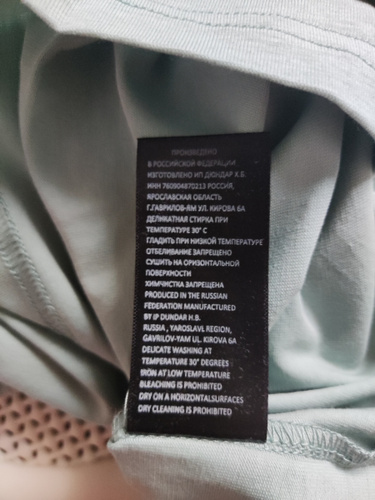 ПРОИЗВЕДЕНО
В РОССИЙСКОЙ ФЕДЕРАЦИИ
ИЗГОТОВЛЕНО ИП ДЮНДАР Х.Б.
ИНН 760904870213 РОССИЯ,
ЯРОСЛАВСКАЯ ОБЛАСТЬ
Г.ГАВРИЛОВ-ЯМ УЛ. КИРОВА 6А
ДЕЛИКАТНАЯ СТИРКА ПРИ
ТЕМПЕРАТУРЕ 30° С
ГЛАДИТЬ ПРИ НИЗКОЙ ТЕМПЕРАТУРЕ
ОТБЕЛИВАНИЕ ЗАПРЕЩЕНО
СУШИТЬ НА ОРИЗОНТАЛЬНОЙ
ПОВЕРХНОСТИ
ХИМЧИСТКА ЗАПРЕЩЕНА
PRODUCED IN THE RUSSIAN
FEDERATION MANUFACTURED
BY IP DUNDAR H.B.
RUSSIA , YAROSLAVL REGION,
GAVRILOV-YAM UL. KIROVA 6A
DELICATE WASHING AT
TEMPERATURE 30° DEGREES
IRON AT LOW TEMPERATURE
BLEACHING IS PROHIBITED
DRY ON A HORIZONTALSURFACES
DRY CLEANING IS PROHIBITED